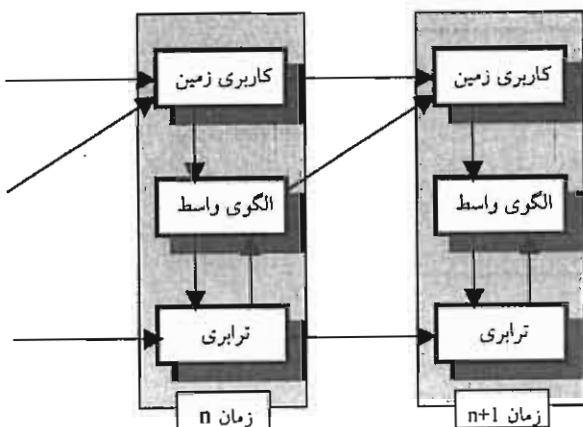 کاربری زمین
کاربری زمین
الگوی واسط
الگوی واسط
ترابری
ترابری
زمان n
زمان n+1